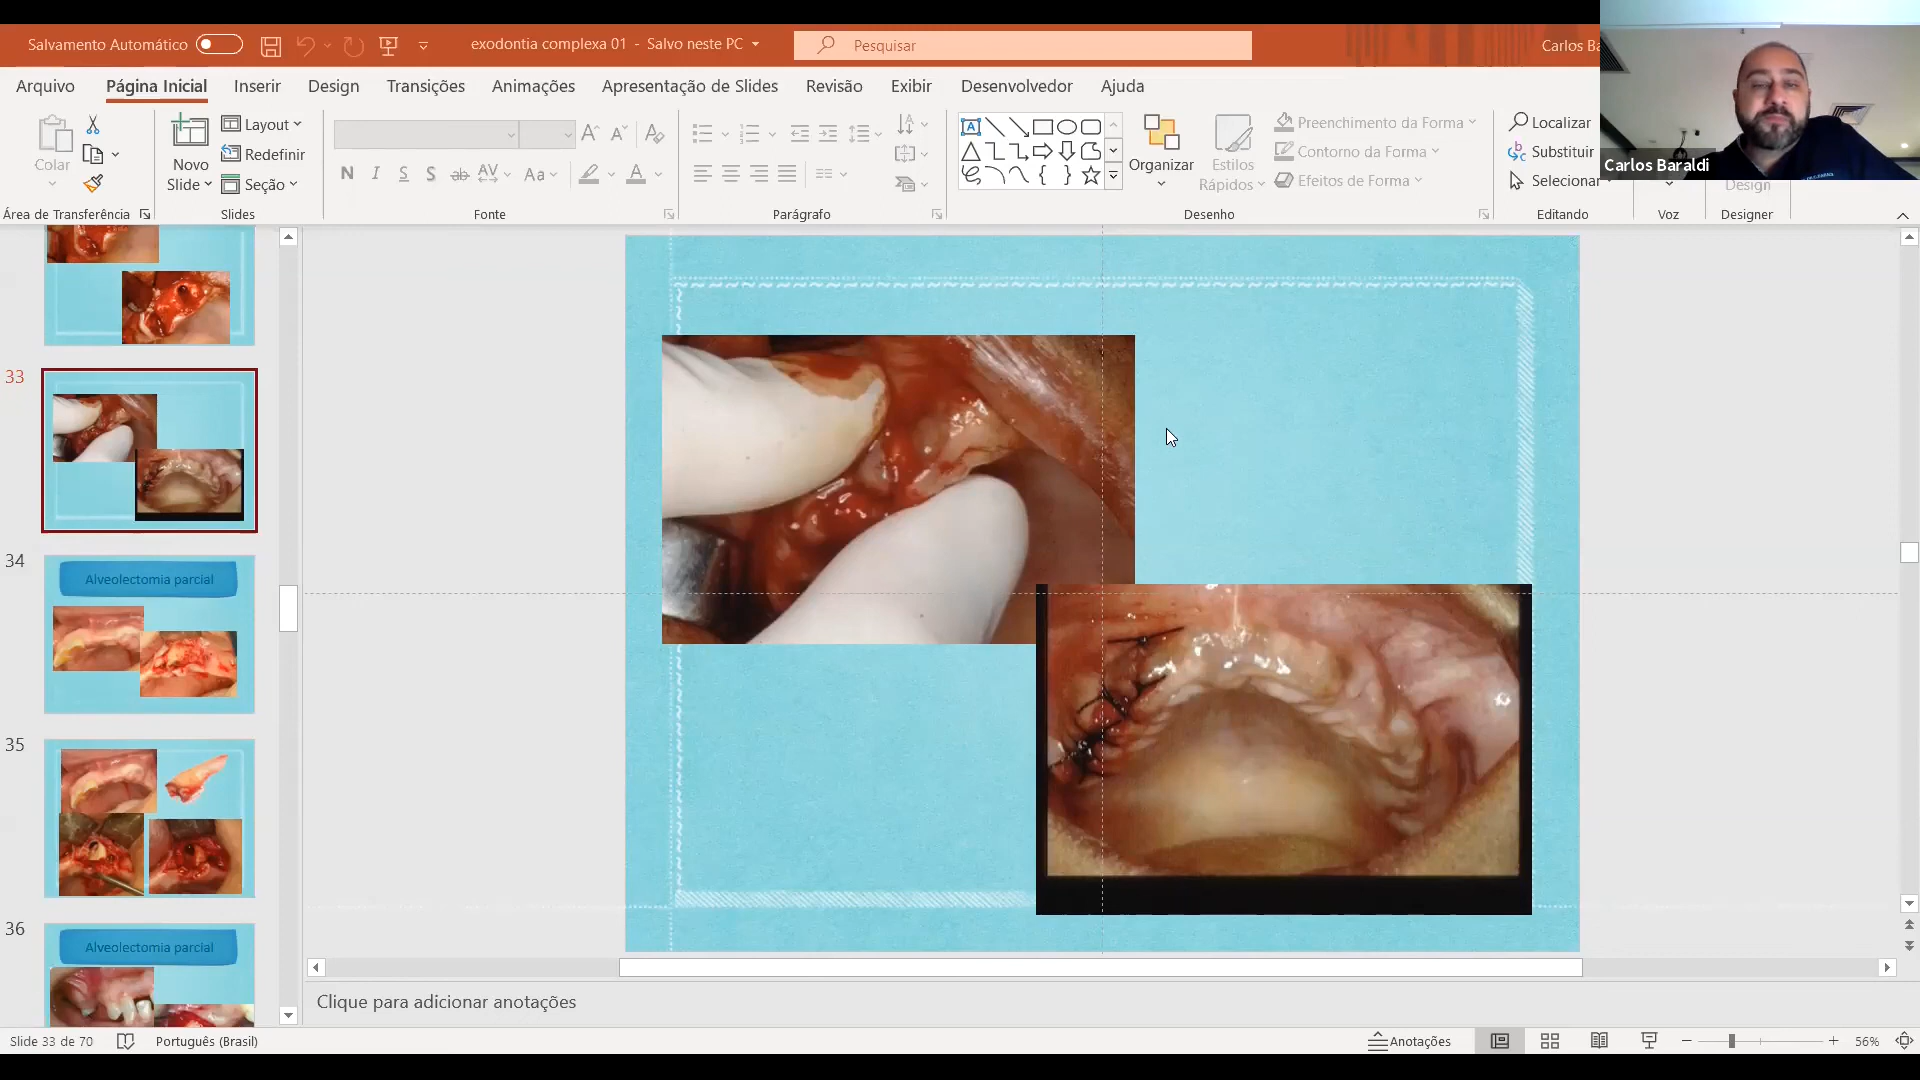 Salvamento Automático
exodontia complexa 01 - Salvo neste PC
Pesquisar
Carlos Ba
Arquivo
Página Inicial
Inserir
Design
Transições
Animações
Apresentação de Slides
Revisão
Exibir
Desenvolvedor
Ajuda
Colar
Novo
Slide
Layout
Redefinir
Seção
N I S S ab AV Aa A
Organizar
Estilos
Rápidos
Preenchimento da Forma
Contorno da Forma
Efeitos de Forma
Localizar
Substituir
Selecionar
Carlos Baraldi
Design
Área de Transferência
Slides
Fonte
Parágrafo
Desenho
Editando
Voz
Designer
33
34
Alveolectomia parcial
35
36
Alveolectomia parcial
Clique para adicionar anotações
Slide 33 de 70
Português (Brasil)
Anotações
56%